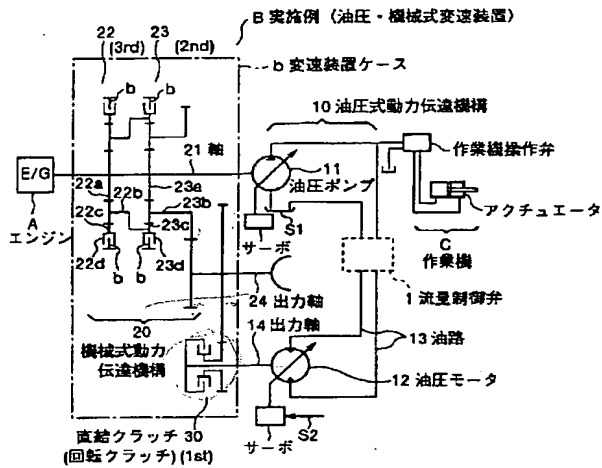 B 実施例（油圧・機械式変速装置）
22 23
(3rd) (2nd)
b 変速装置ケース
b b
10 油圧式動力伝達機構
21 軸
作業機操作弁
E/G
11
油圧ポンプ
A
エンジン
22a 23a
22b 23b
22c 23c
22d b b 23d
サーボ
S1
アクチュエータ
C
作業機
1 流量制御弁
24 出力軸
20
機械式動力
伝達機構
14 出力軸
13 油路
12 油圧モータ
直結クラッチ 30
(回転クラッチ) (1st)
サーボ
S2